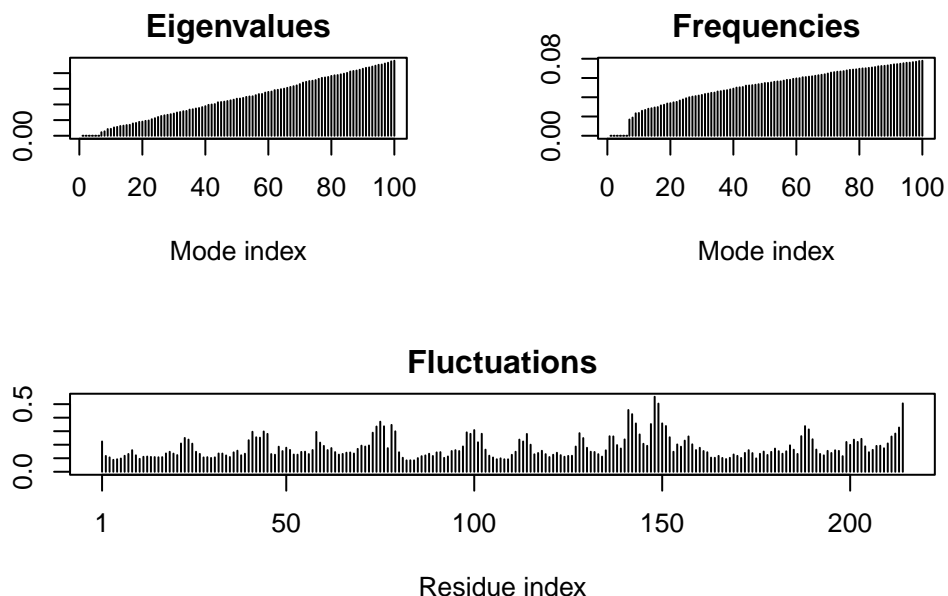 Eigenvalues
0.00
0 20 40 60 80 100
Mode index
Frequencies
0.00 0.08
0 20 40 60 80 100
Mode index
Fluctuations
0.0 0.5
1 50 100 150 200
Residue index